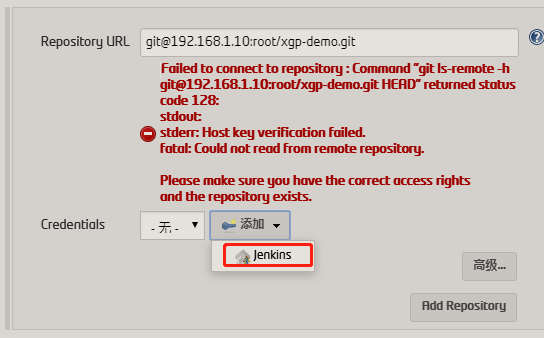 Repository URL git@192.168.1.10:root/xgp-demo.git
Failed to connect to repository : Command "git ls-remote -h
git@192.168.1.10:root/xgp-demo.git HEAD" returned status
code 128:
stdout:
stderr: Host key verification failed.
fatal: Could not read from remote repository.
Please make sure you have the correct access rights
and the repository exists.
Credentials - 无 - 添加
Jenkins
高级...
Add Repository